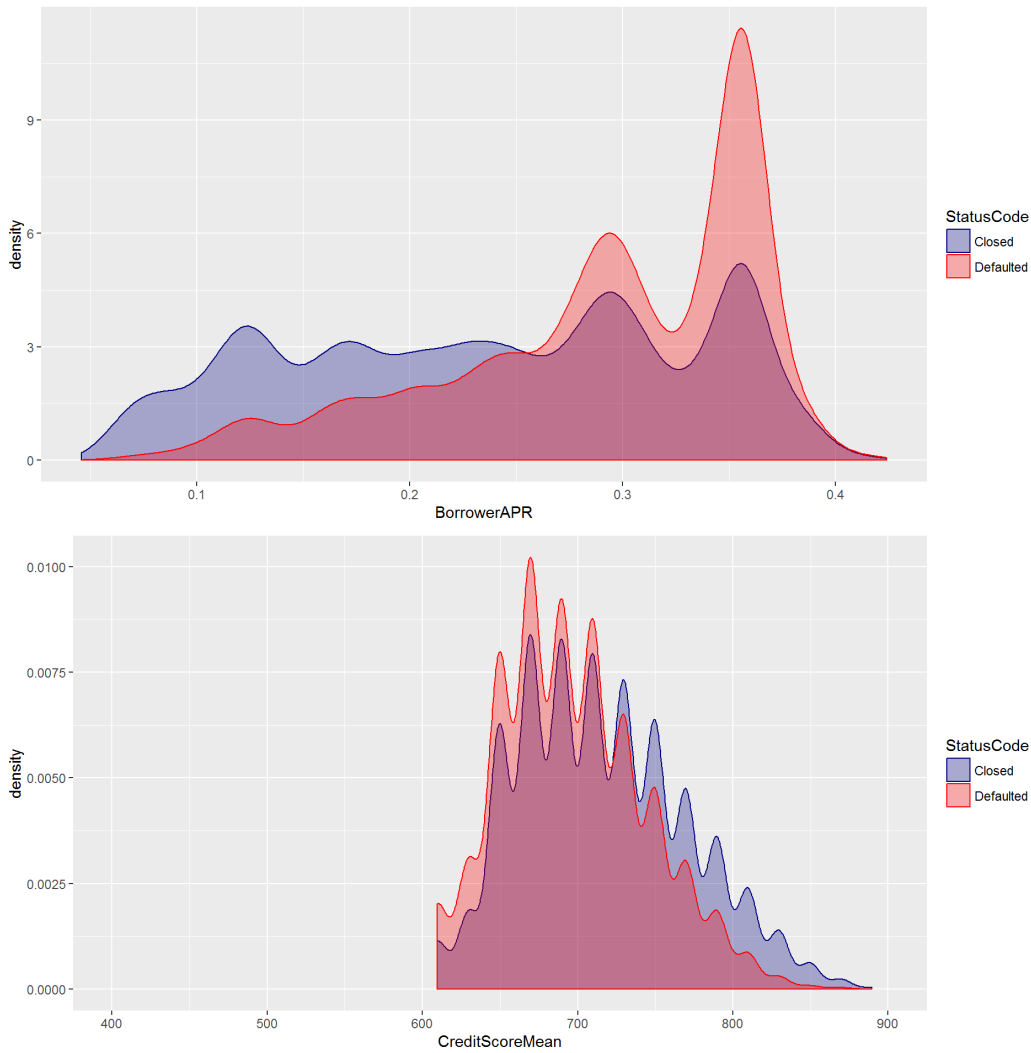 9
6
3
0
density
0.1 0.2 0.3 0.4
BorrowerAPR
StatusCode
Closed
Defaulted
0.0100
0.0075
0.0050
0.0025
0.0000
density
400 500 600 700 800 900
CreditScoreMean
StatusCode
Closed
Defaulted